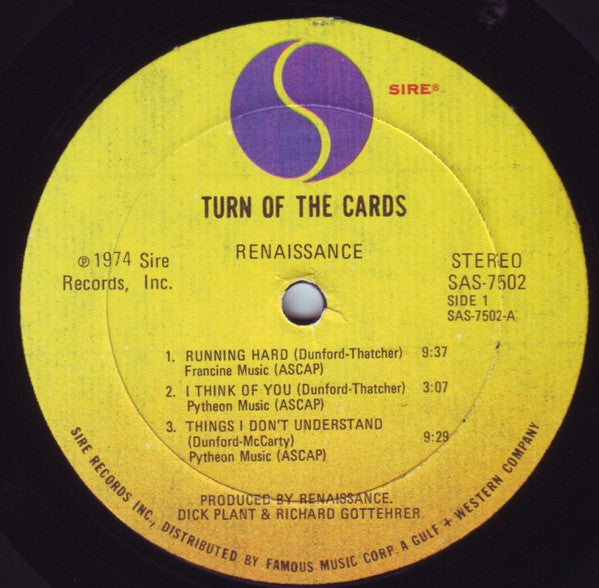 SIRE®
TURN OF THE CARDS
RENAISSANCE
℗ 1974 Sire
Records, Inc.
STEREO
SAS-7502
SIDE 1
SAS-7502-A
1. RUNNING HARD (Dunford-Thatcher) 9:37
Francine Music (ASCAP)
2. I THINK OF YOU (Dunford-Thatcher) 3:07
Pytheon Music (ASCAP)
3. THINGS I DON'T UNDERSTAND
(Dunford-McCarty) 9:29
Pytheon Music (ASCAP)
PRODUCED BY RENAISSANCE.
DICK PLANT & RICHARD GOTTEHRER
SIRE RECORDS INC., DISTRIBUTED BY FAMOUS MUSIC CORP. A GULF + WESTERN COMPANY